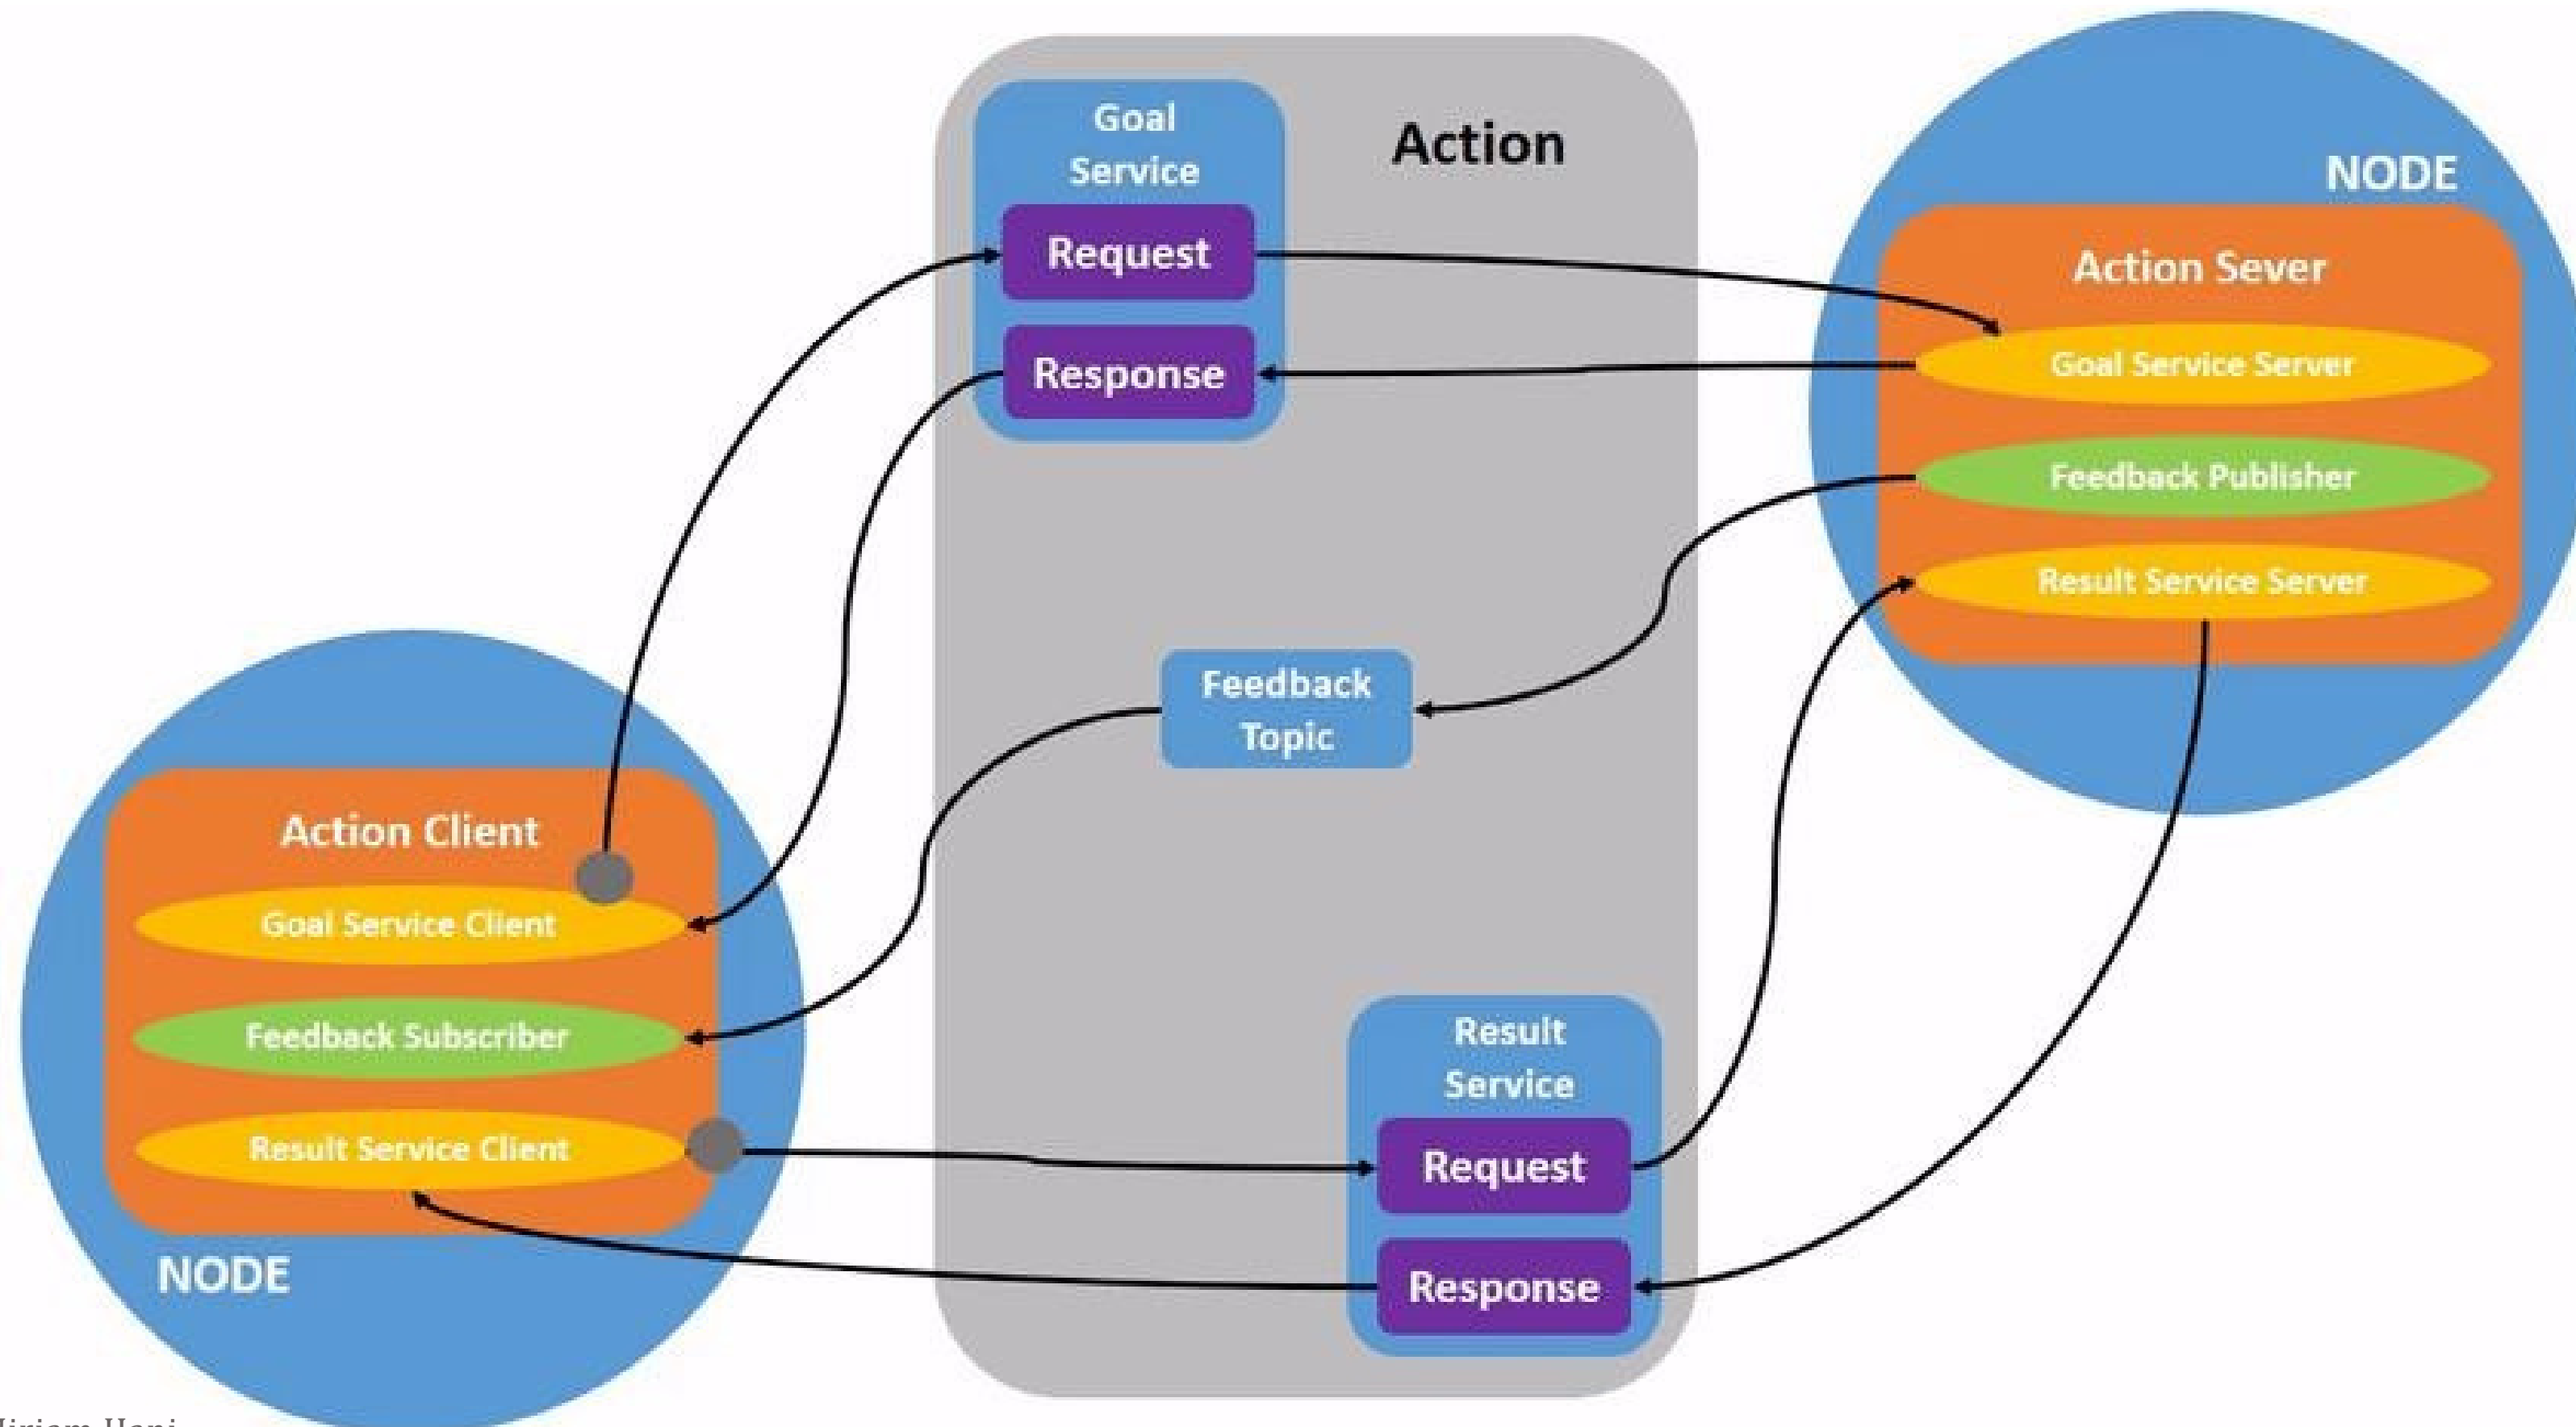 Goal
Service
Request
Response
Action
NODE
Action Sever
Goal Service Server
Feedback Publisher
Result Service Server
Feedback
Topic
Action Client
Goal Service Client
Feedback Subscriber
Result Service Client
NODE
Result
Service
Request
Response